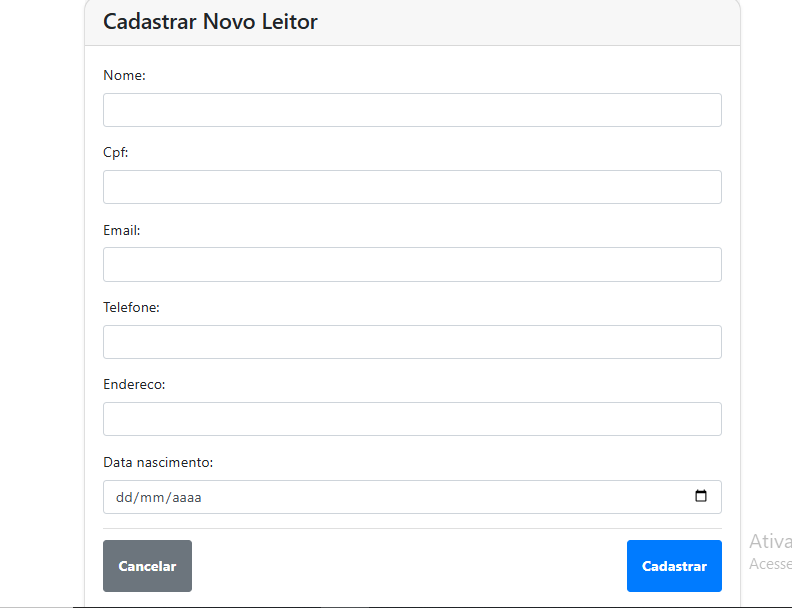 Cadastrar Novo Leitor
Nome:
Cpf:
Email:
Telefone:
Endereco:
Data nascimento:
dd/mm/aaaa
Cancelar
Cadastrar
Ativa
Acesse